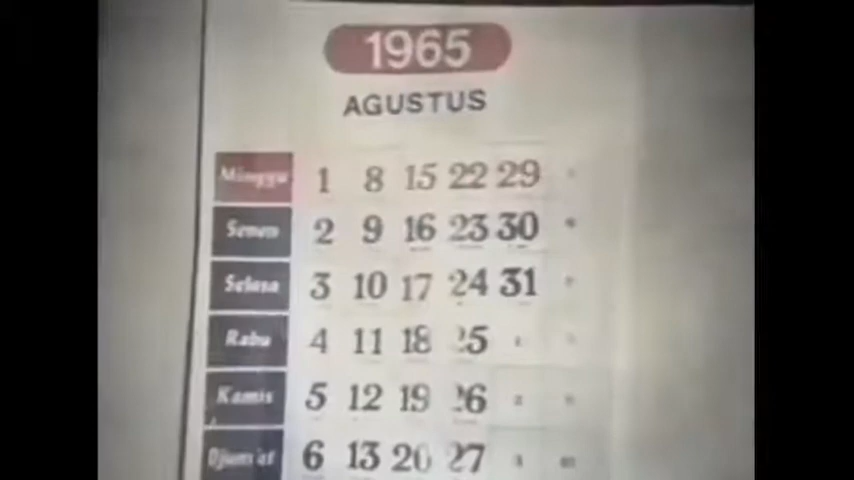 1965
AGUSTUS
Minggu 1 8 15 22 29
Senen 2 9 16 23 30
Selasa 3 10 17 24 31
Rabu 4 11 18 25
Kamis 5 12 19 26
Djum'at 6 13 20 27